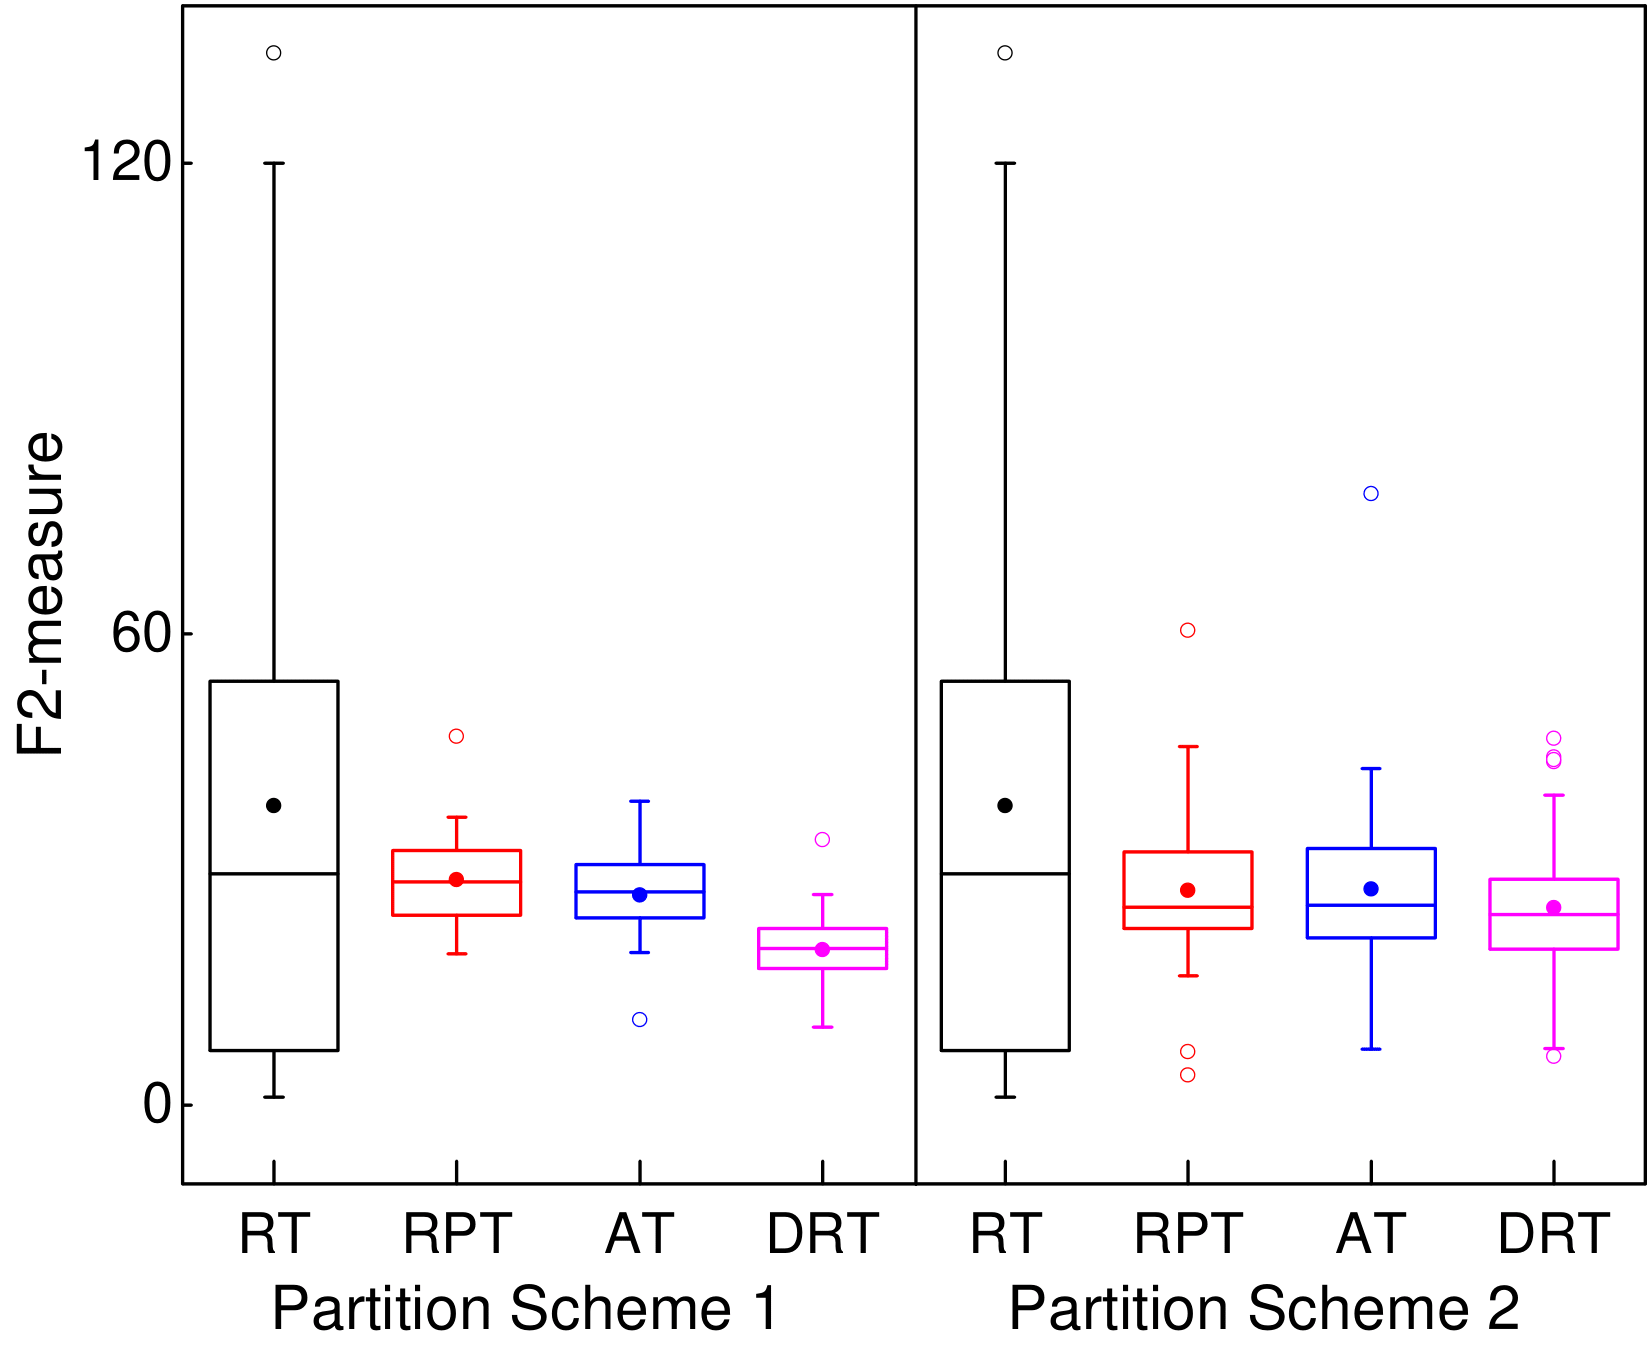 F2-measure
120
60
0
RT RPT AT DRT RT RPT AT DRT
Partition Scheme 1 Partition Scheme 2